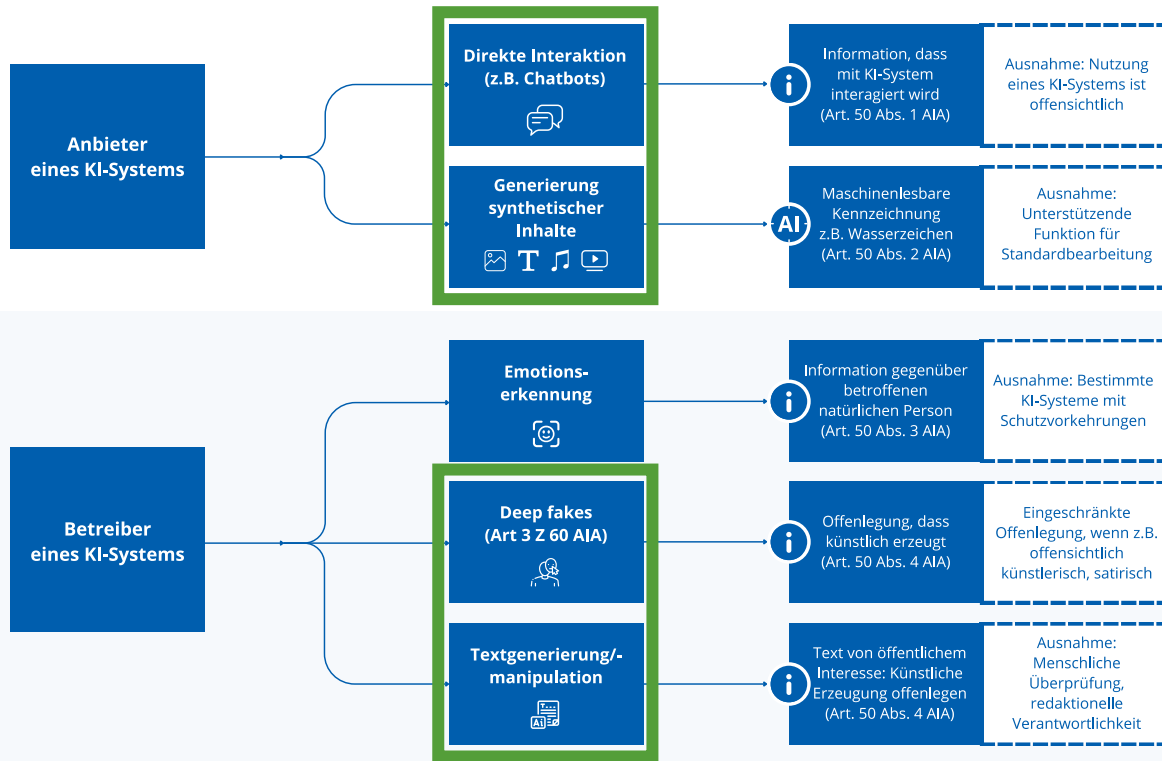 Anbieter
eines KI-Systems
Direkte Interaktion
(z.B. Chatbots)
Information, dass
mit KI-System
interagiert wird
(Art. 50 Abs. 1 AIA)
Ausnahme: Nutzung
eines KI-Systems ist
offensichtlich
Generierung
synthetischer
Inhalte
T
AI
Maschinenlesbare
Kennzeichnung
z.B. Wasserzeichen
(Art. 50 Abs. 2 AIA)
Ausnahme:
Unterstützende
Funktion für
Standardbearbeitung
Betreiber
eines KI-Systems
Emotions-
erkennung
Information gegenüber
betroffenen
natürlichen Person
(Art. 50 Abs. 3 AIA)
Ausnahme: Bestimmte
KI-Systeme mit
Schutzvorkehrungen
Deep fakes
(Art 3 Z 60 AIA)
Offenlegung, dass
künstlich erzeugt
(Art. 50 Abs. 4 AIA)
Eingeschränkte
Offenlegung, wenn z.B.
offensichtlich
künstlerisch, satirisch
Textgenerierung/-
manipulation
Ai
Text von öffentlichem
Interesse: Künstliche
Erzeugung offenlegen
(Art. 50 Abs. 4 AIA)
Ausnahme:
Menschliche
Überprüfung,
redaktionelle
Verantwortlichkeit